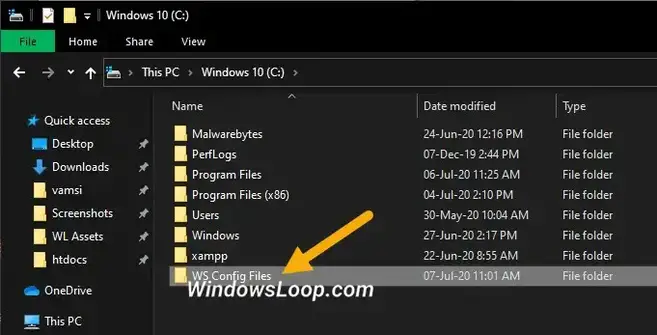 Windows 10 (C:)
File Home Share View
This PC > Windows 10 (C:) >
Name Date modified Type
Quick access
Malwarebytes 24-Jun-20 12:16 PM File folder
Desktop
PerfLogs 07-Dec-19 2:44 PM File folder
Downloads
Program Files 06-Jul-20 11:25 AM File folder
vamsi
Program Files (x86) 04-Jul-20 2:10 PM File folder
Screenshots
Users 30-May-20 10:04 AM File folder
WL Assets
Windows 27-Jun-20 2:17 PM File folder
htdocs
xampp 22-Jun-20 8:55 AM File folder
WS Config Files 07-Jul-20 11:01 AM File folder
OneDrive
WindowsLoop.com
This PC